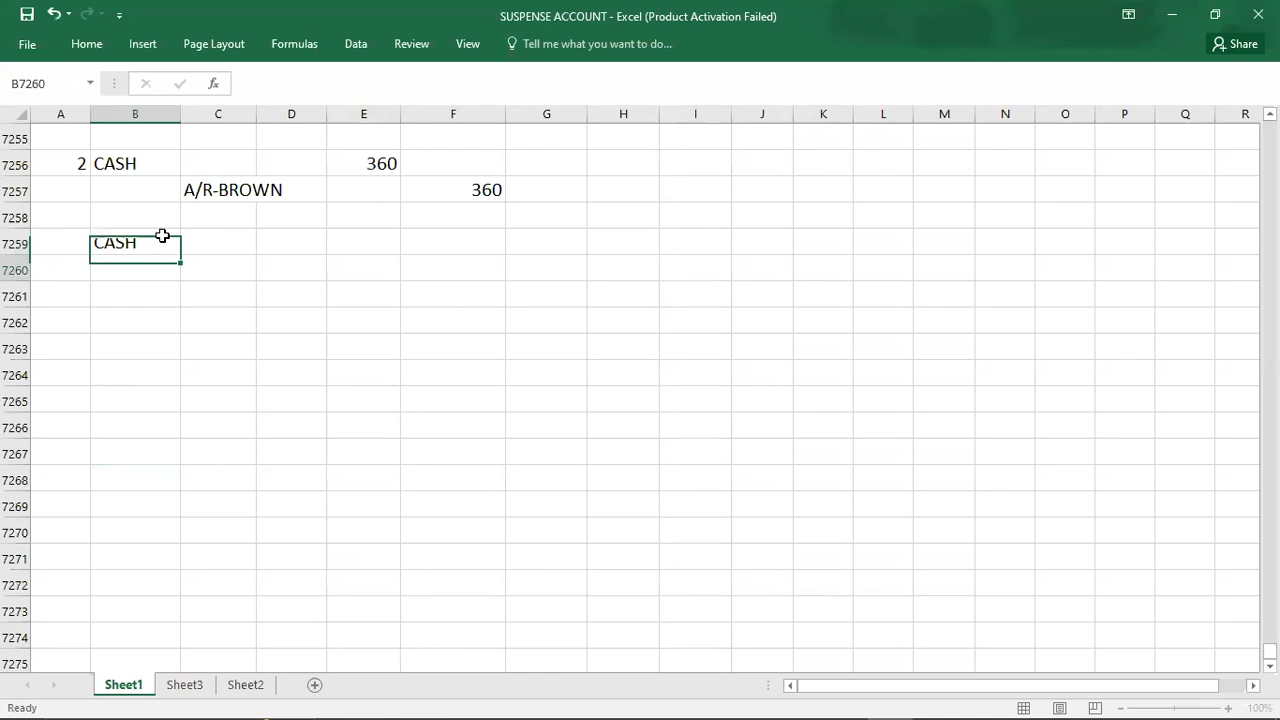 SUSPENSE ACCOUNT - Excel (Product Activation Failed)
File Home Insert Page Layout Formulas Data Review View Tell me what you want to do... Share
B7260 fx
A B C D E F G H I J K L M N O P Q R
7255
7256 2 CASH 360
7257 A/R-BROWN 360
7258
7259 CASH
7260
7261
7262
7263
7264
7265
7266
7267
7268
7269
7270
7271
7272
7273
7274
7275
Sheet1 Sheet3 Sheet2
Ready 100%